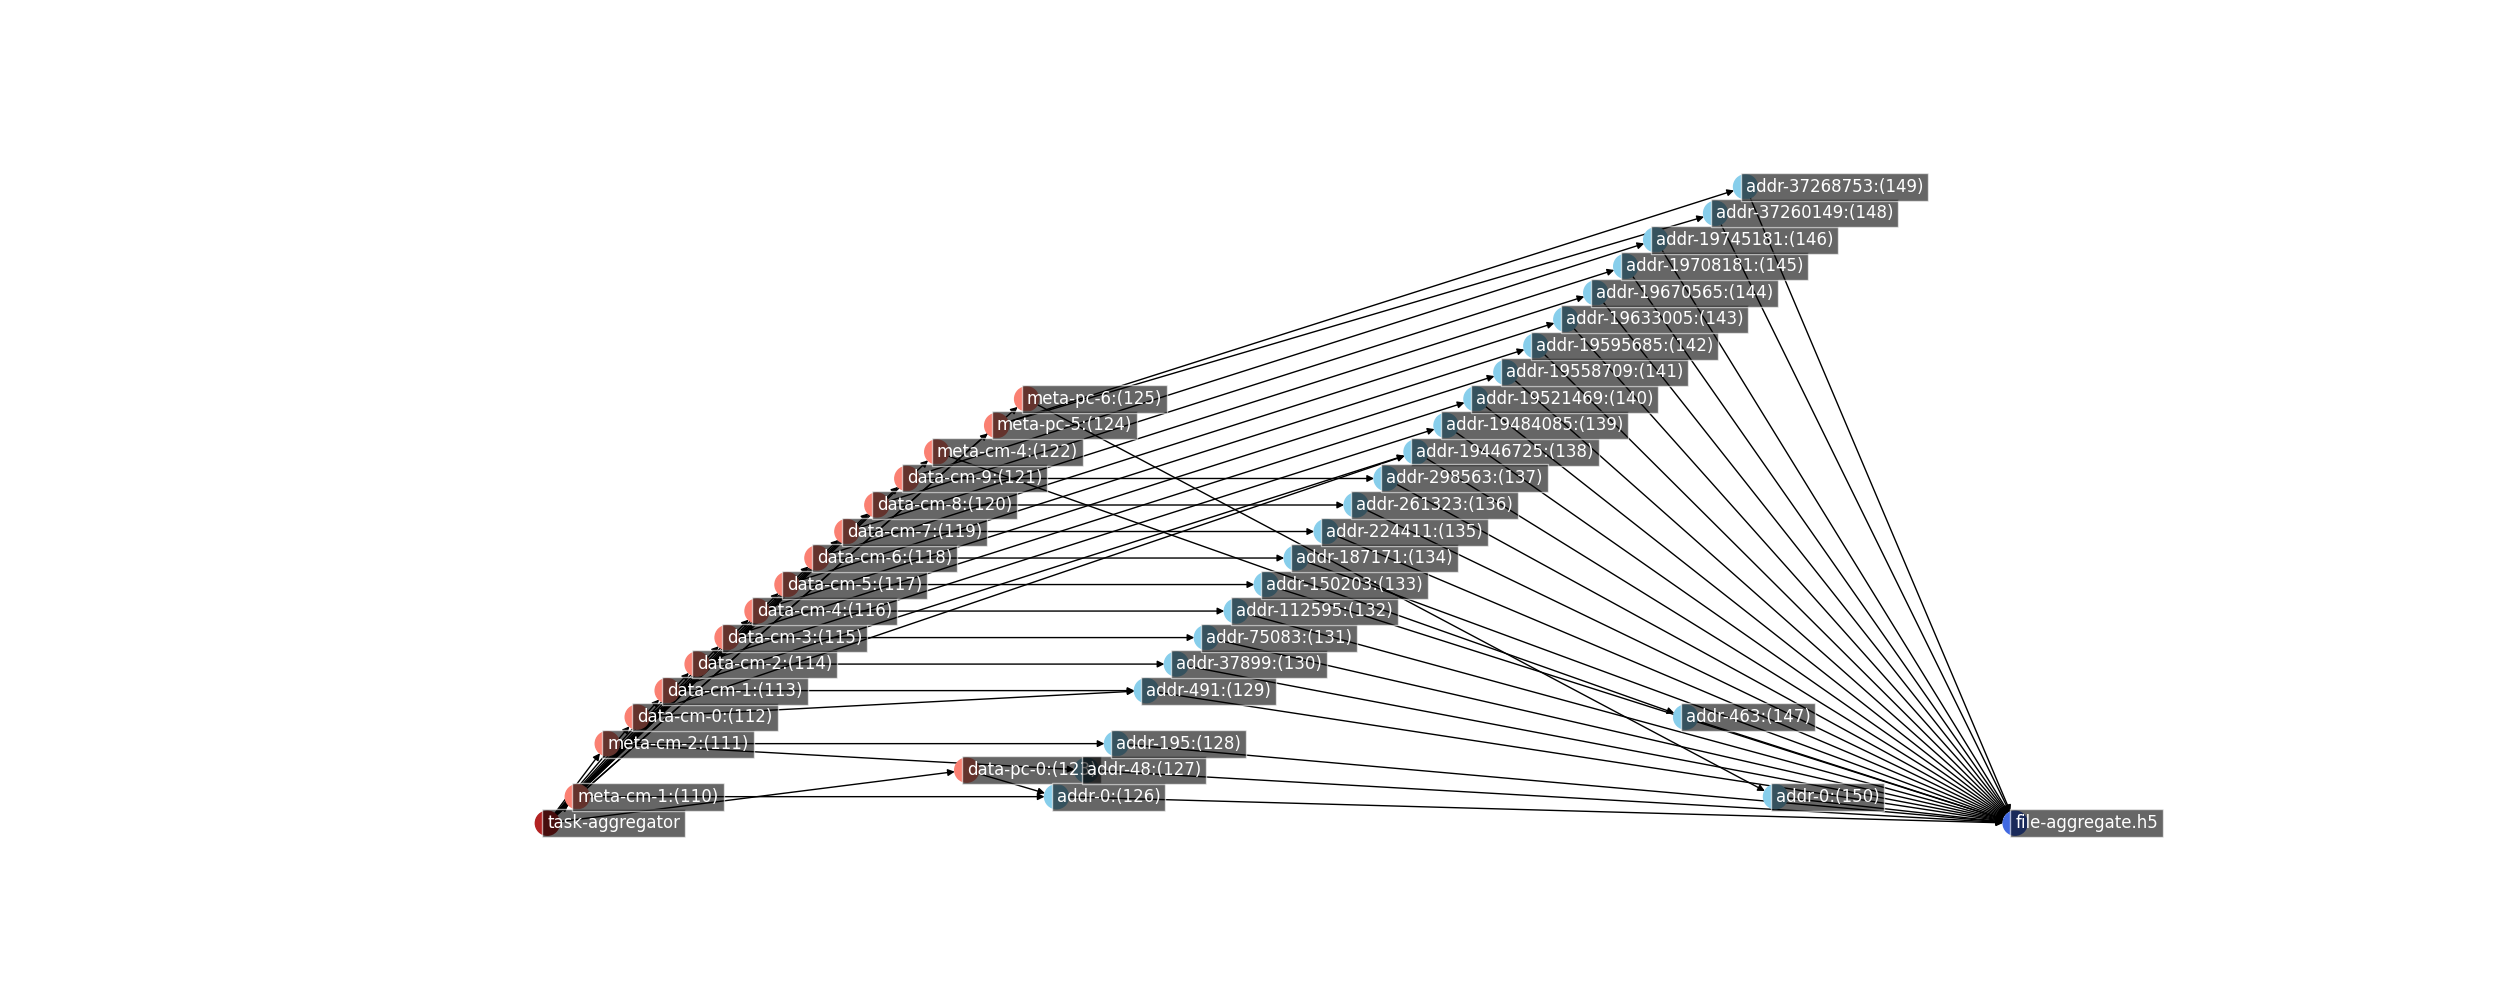 addr-37268753:(149)
addr-37260149:(148)
addr-19745181:(146)
addr-19708181:(145)
addr-19670565:(144)
addr-19633005:(143)
addr-19595685:(142)
addr-19558709:(141)
meta-pc-6:(125)
addr-19521469:(140)
meta-pc-5:(124)
addr-19484085:(139)
meta-cm-4:(122)
addr-19446725:(138)
data-cm-9:(121)
addr-298563:(137)
data-cm-8:(120)
addr-261323:(136)
data-cm-7:(119)
addr-224411:(135)
data-cm-6:(118)
addr-187171:(134)
data-cm-5:(117)
addr-150203:(133)
data-cm-4:(116)
addr-112595:(132)
data-cm-3:(115)
addr-75083:(131)
data-cm-2:(114)
addr-37899:(130)
data-cm-1:(113)
addr-491:(129)
data-cm-0:(112)
addr-463:(147)
meta-cm-2:(111)
addr-195:(128)
data-pc-0:(123
addr-48:(127)
meta-cm-1:(110)
addr-0:(126)
addr-0:(150)
task-aggregator
file-aggregate.h5